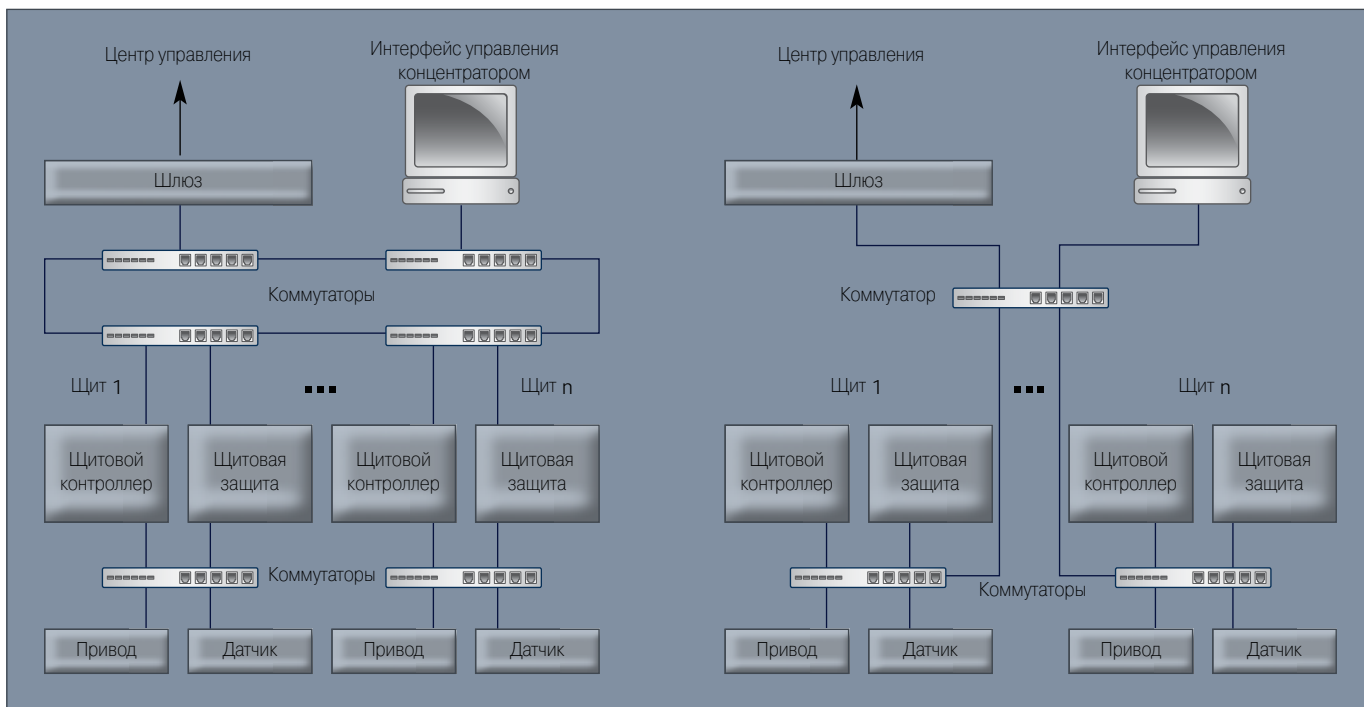 Центр управления
Интерфейс управления
концентратором
Шлюз
Коммутаторы
Щит 1
...
Щит n
Щитовой
контроллер
Щитовая
защита
Щитовой
контроллер
Щитовая
защита
Коммутаторы
Привод
Датчик
Привод
Датчик
Центр управления
Интерфейс управления
концентратором
Шлюз
Коммутатор
Щит 1
...
Щит n
Щитовой
контроллер
Щитовая
защита
Щитовой
контроллер
Щитовая
защита
Коммутаторы
Привод
Датчик
Привод
Датчик